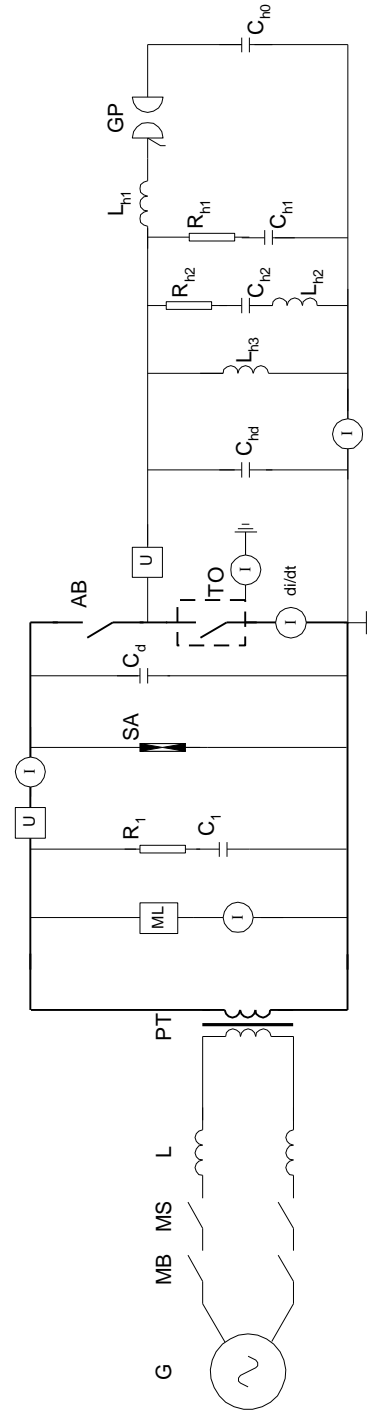 G
MB
MS
L
PT
ML
I
R1
C1
U
I
SA
Cd
AB
TO
di/dt
I
I
U
Chd
Lh3
I
Rh2
Ch2
Lh2
Rh1
Ch1
Lh1
GP
Ch0